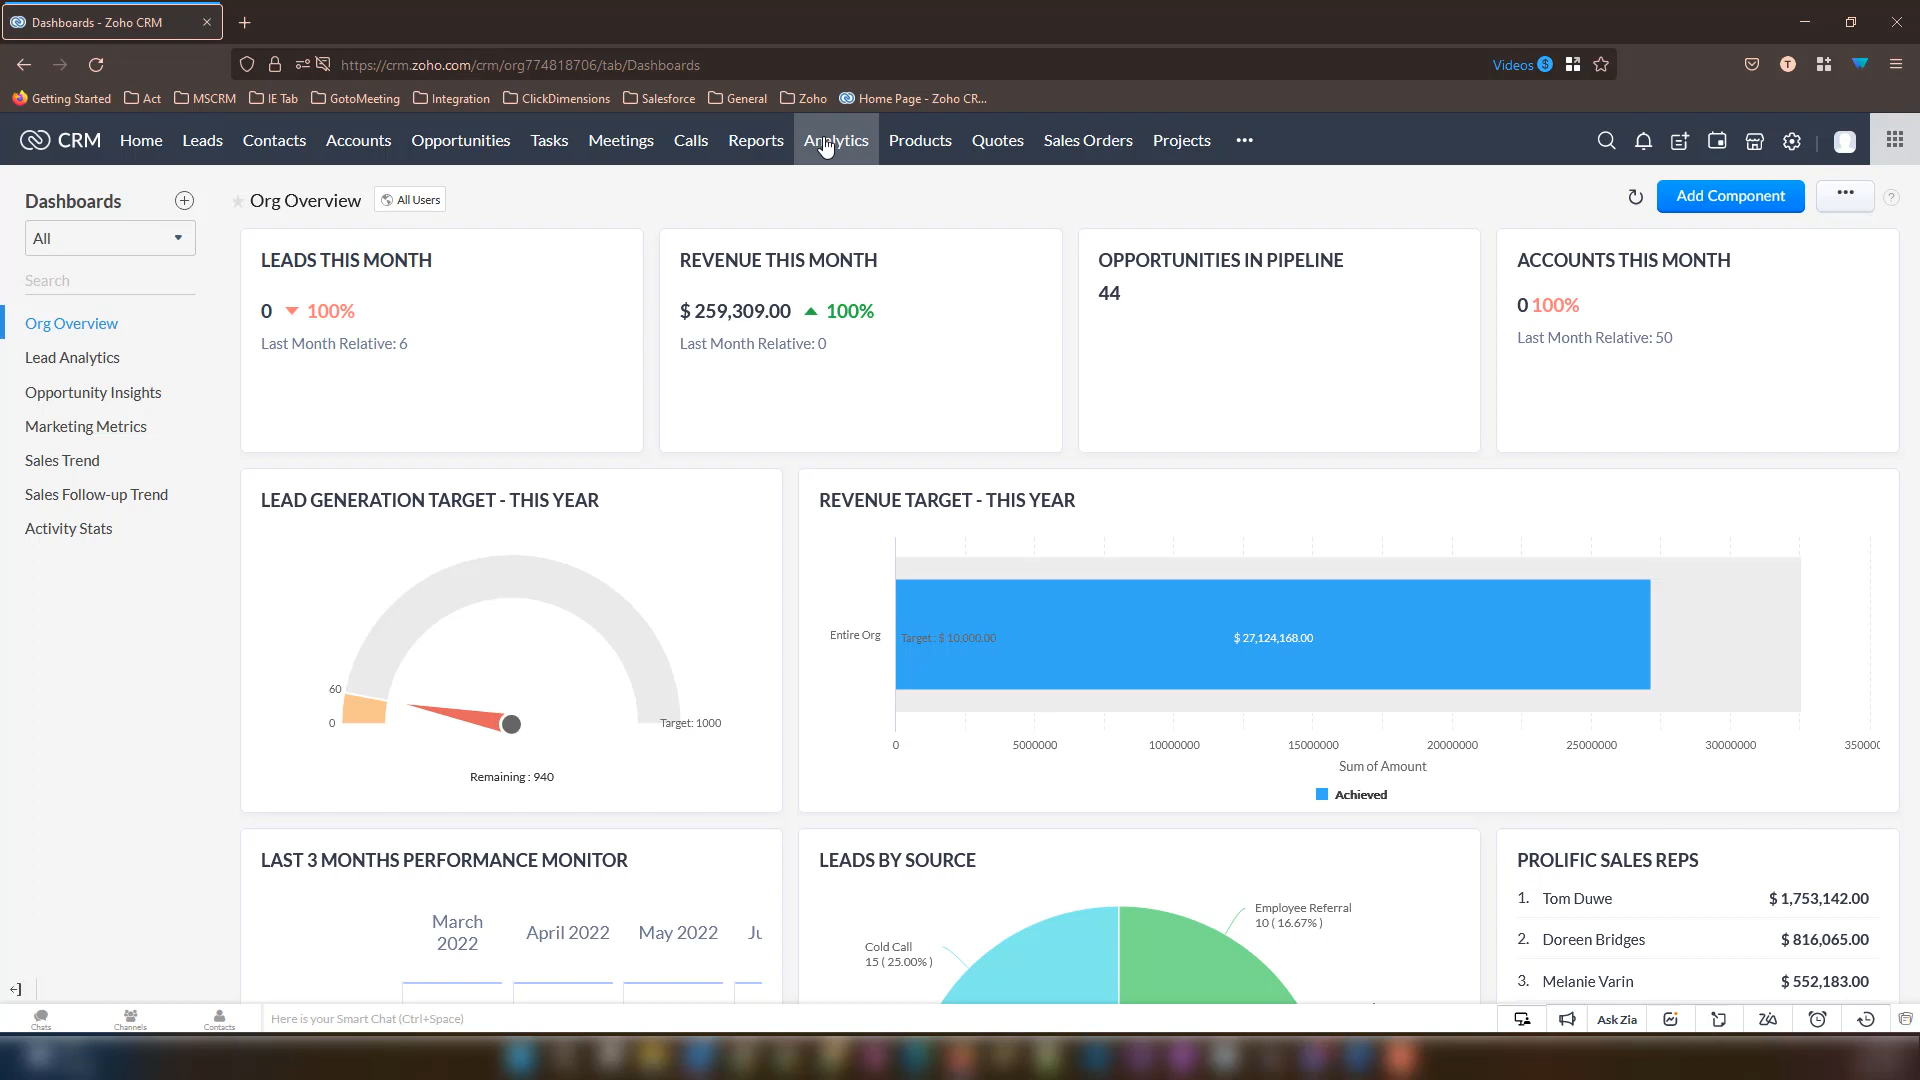 Dashboards - Zoho CRM
https://crm.zoho.com/crm/org774818706/tab/Dashboards
Videos
T
Getting Started
Act
MSCRM
IE Tab
GotoMeeting
Integration
ClickDimensions
Salesforce
General
Zoho
Home Page - Zoho CR...
CRM
Home
Leads
Contacts
Accounts
Opportunities
Tasks
Meetings
Calls
Reports
Analytics
Products
Quotes
Sales Orders
Projects
Dashboards
Org Overview
All Users
Add Component
All
Search
Org Overview
Lead Analytics
Opportunity Insights
Marketing Metrics
Sales Trend
Sales Follow-up Trend
Activity Stats
LEADS THIS MONTH
0 100%
Last Month Relative: 6
REVENUE THIS MONTH
$ 259,309.00 100%
Last Month Relative: 0
OPPORTUNITIES IN PIPELINE
44
ACCOUNTS THIS MONTH
0 100%
Last Month Relative: 50
LEAD GENERATION TARGET - THIS YEAR
60
0
Target: 1000
Remaining : 940
REVENUE TARGET - THIS YEAR
Entire Org
Target : $ 10,000.00
$ 27,124,168.00
0
5000000
10000000
15000000
20000000
25000000
30000000
350000
Sum of Amount
Achieved
LAST 3 MONTHS PERFORMANCE MONITOR
March
2022
April 2022
May 2022
Ju
LEADS BY SOURCE
Employee Referral
10 ( 16.67% )
Cold Call
15 ( 25.00% )
PROLIFIC SALES REPS
1. Tom Duwe $ 1,753,142.00
2. Doreen Bridges $ 816,065.00
3. Melanie Varin $ 552,183.00
Chats
Channels
Contacts
Here is your Smart Chat (Ctrl+Space)
Ask Zia